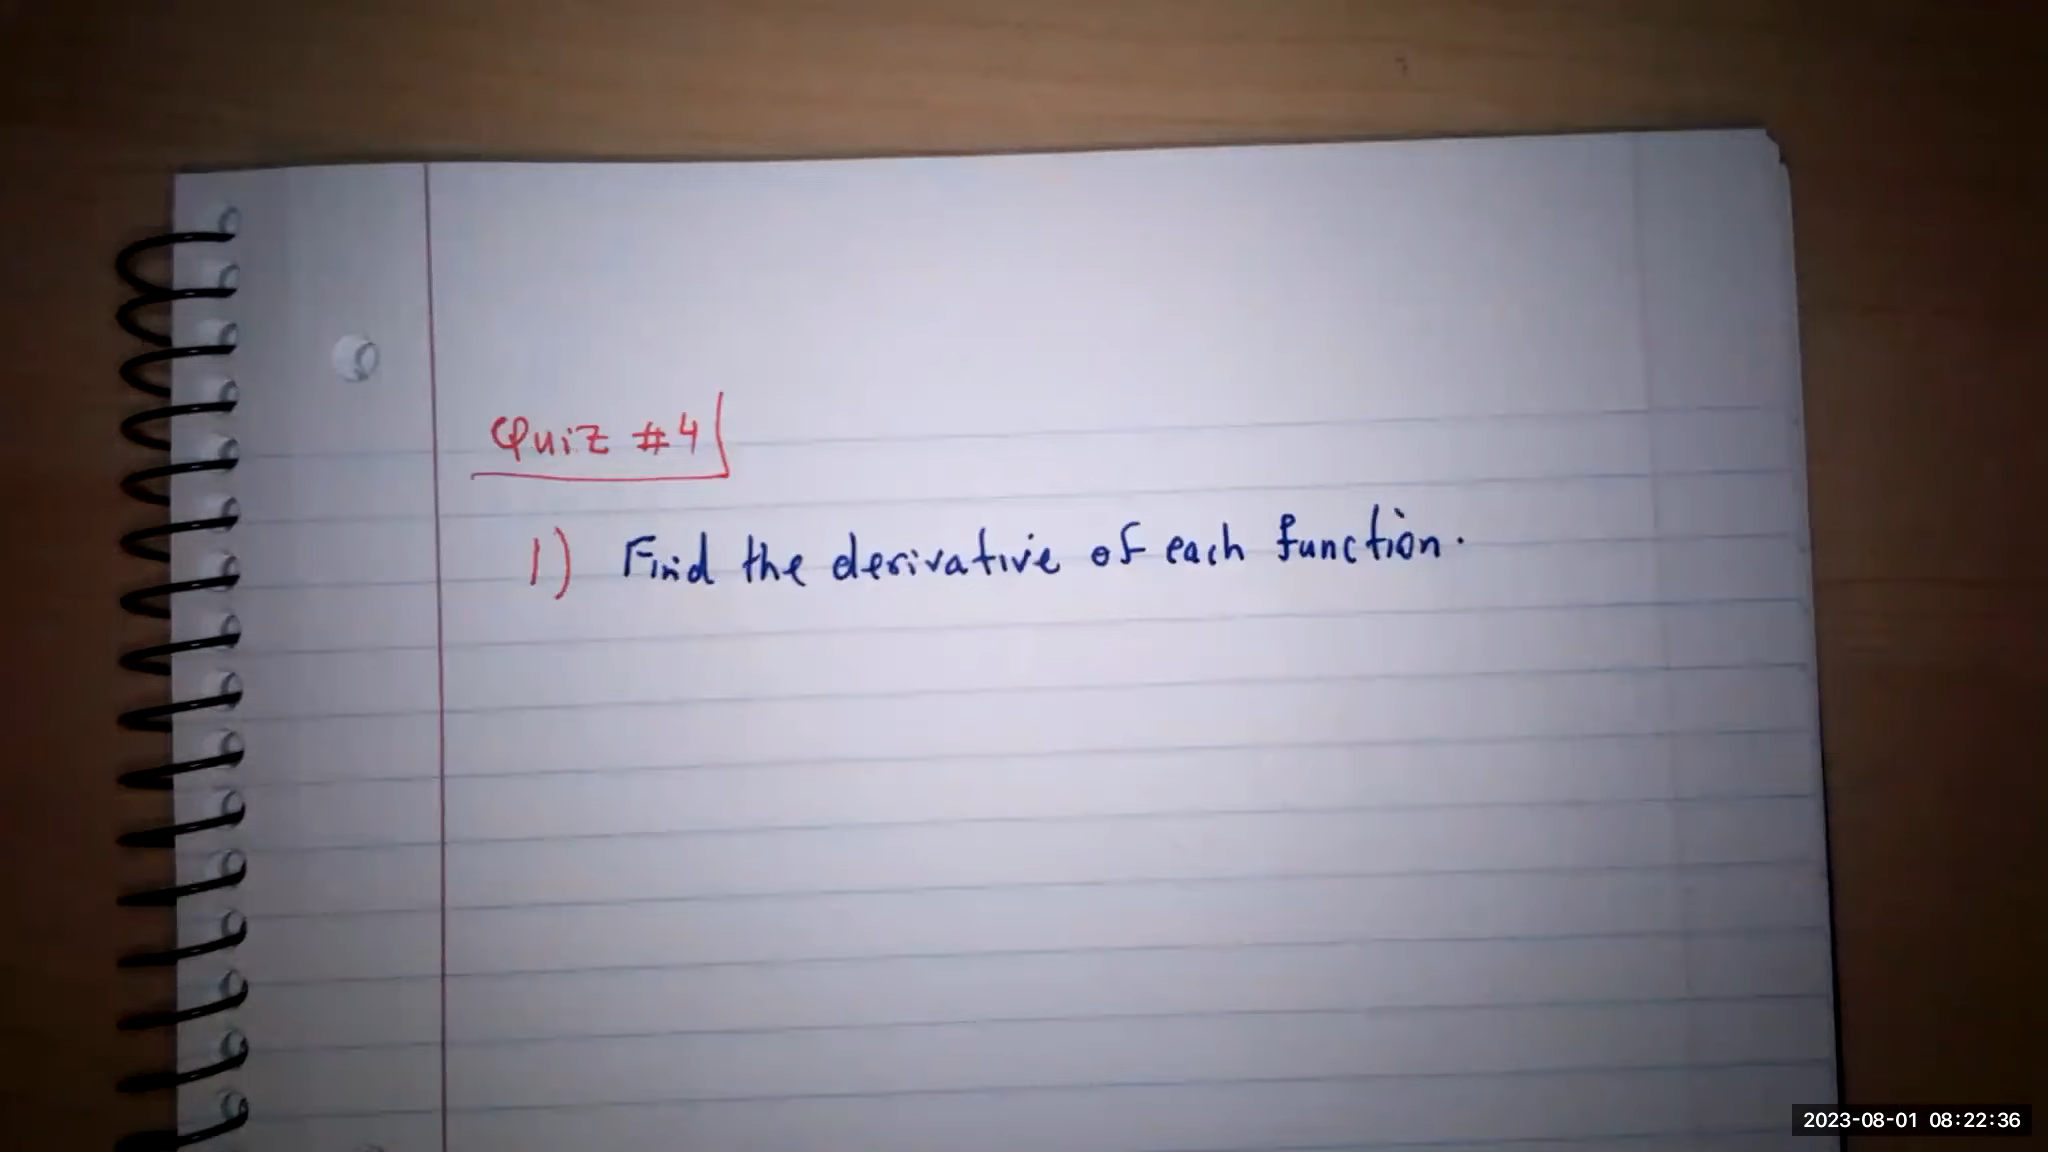 Quiz #4
1) Find the derivative of each function.
2023-08-01 08:22:36